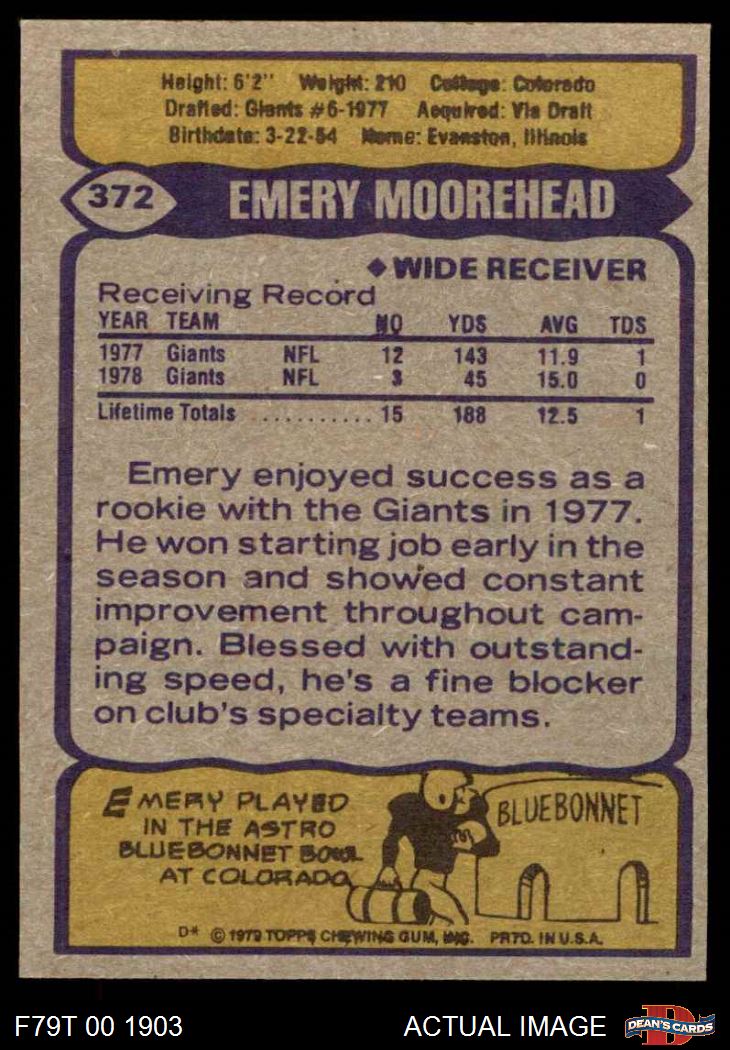 Height: 6'2" Weight: 210 College: Colorado
Drafted: Giants #6-1977 Acquired: Via Draft
Birthdate: 3-22-54 Home: Evanston, Illinois
372 EMERY MOOREHEAD
◆ WIDE RECEIVER
Receiving Record
YEAR TEAM NO YDS AVG TDS
1977 Giants NFL 12 143 11.9 1
1978 Giants NFL 3 45 15.0 0
Lifetime Totals ........... 15 188 12.5 1
Emery enjoyed success as a
rookie with the Giants in 1977.
He won starting job early in the
season and showed constant
improvement throughout cam-
paign. Blessed with outstand-
ing speed, he's a fine blocker
on club's specialty teams.
EMERY PLAYED
IN THE ASTRO
BLUEBONNET BOWL
AT COLORADO
BLUEBONNET
D* © 1979 TOPPS CHEWING GUM, INC. PRTD. IN U.S.A.
F79T 00 1903 ACTUAL IMAGE D DEAN'S CARDS